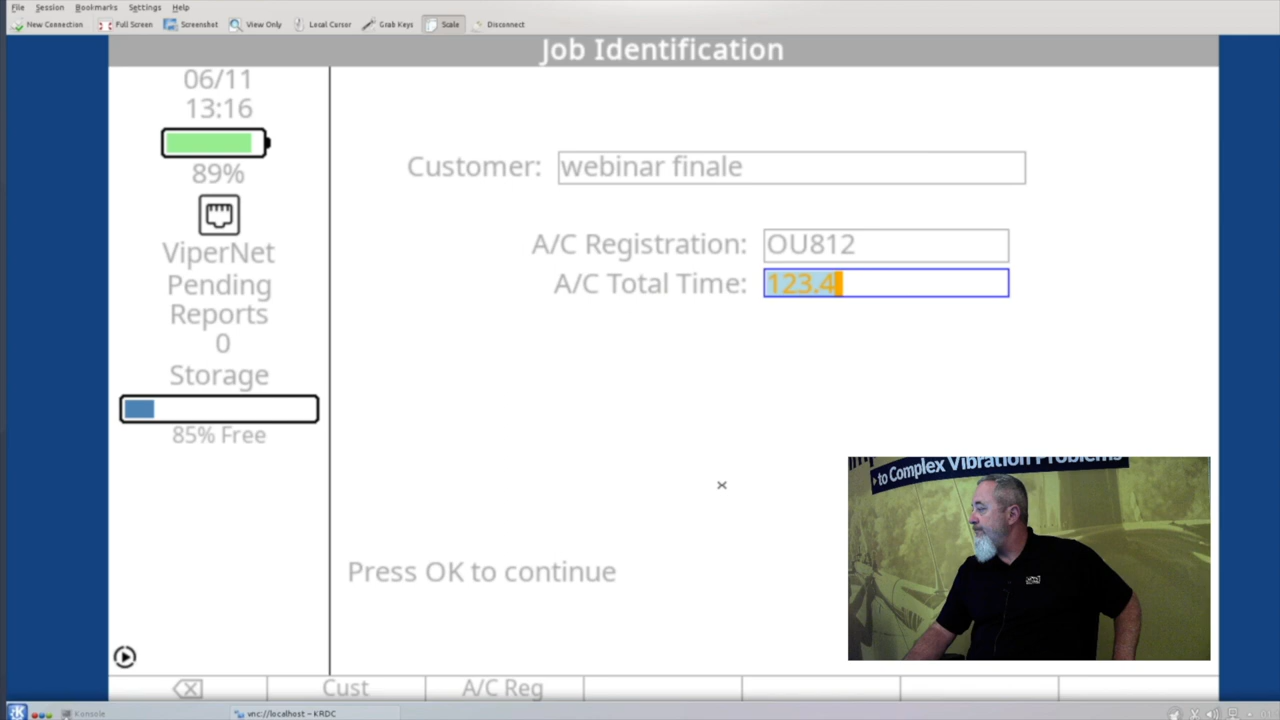 File Session Bookmarks Settings Help
New Connection Full Screen Screenshot View Only Local Cursor Grab Keys Scale Disconnect
Job Identification
06/11
13:16
89%
ViperNet
Pending
Reports
0
Storage
85% Free
Customer: webinar finale
A/C Registration: OU812
A/C Total Time: 123.4
Press OK to continue
to Complex Vibration Problems
Cust A/C Reg
Konsole vnc://localhost – KRDC